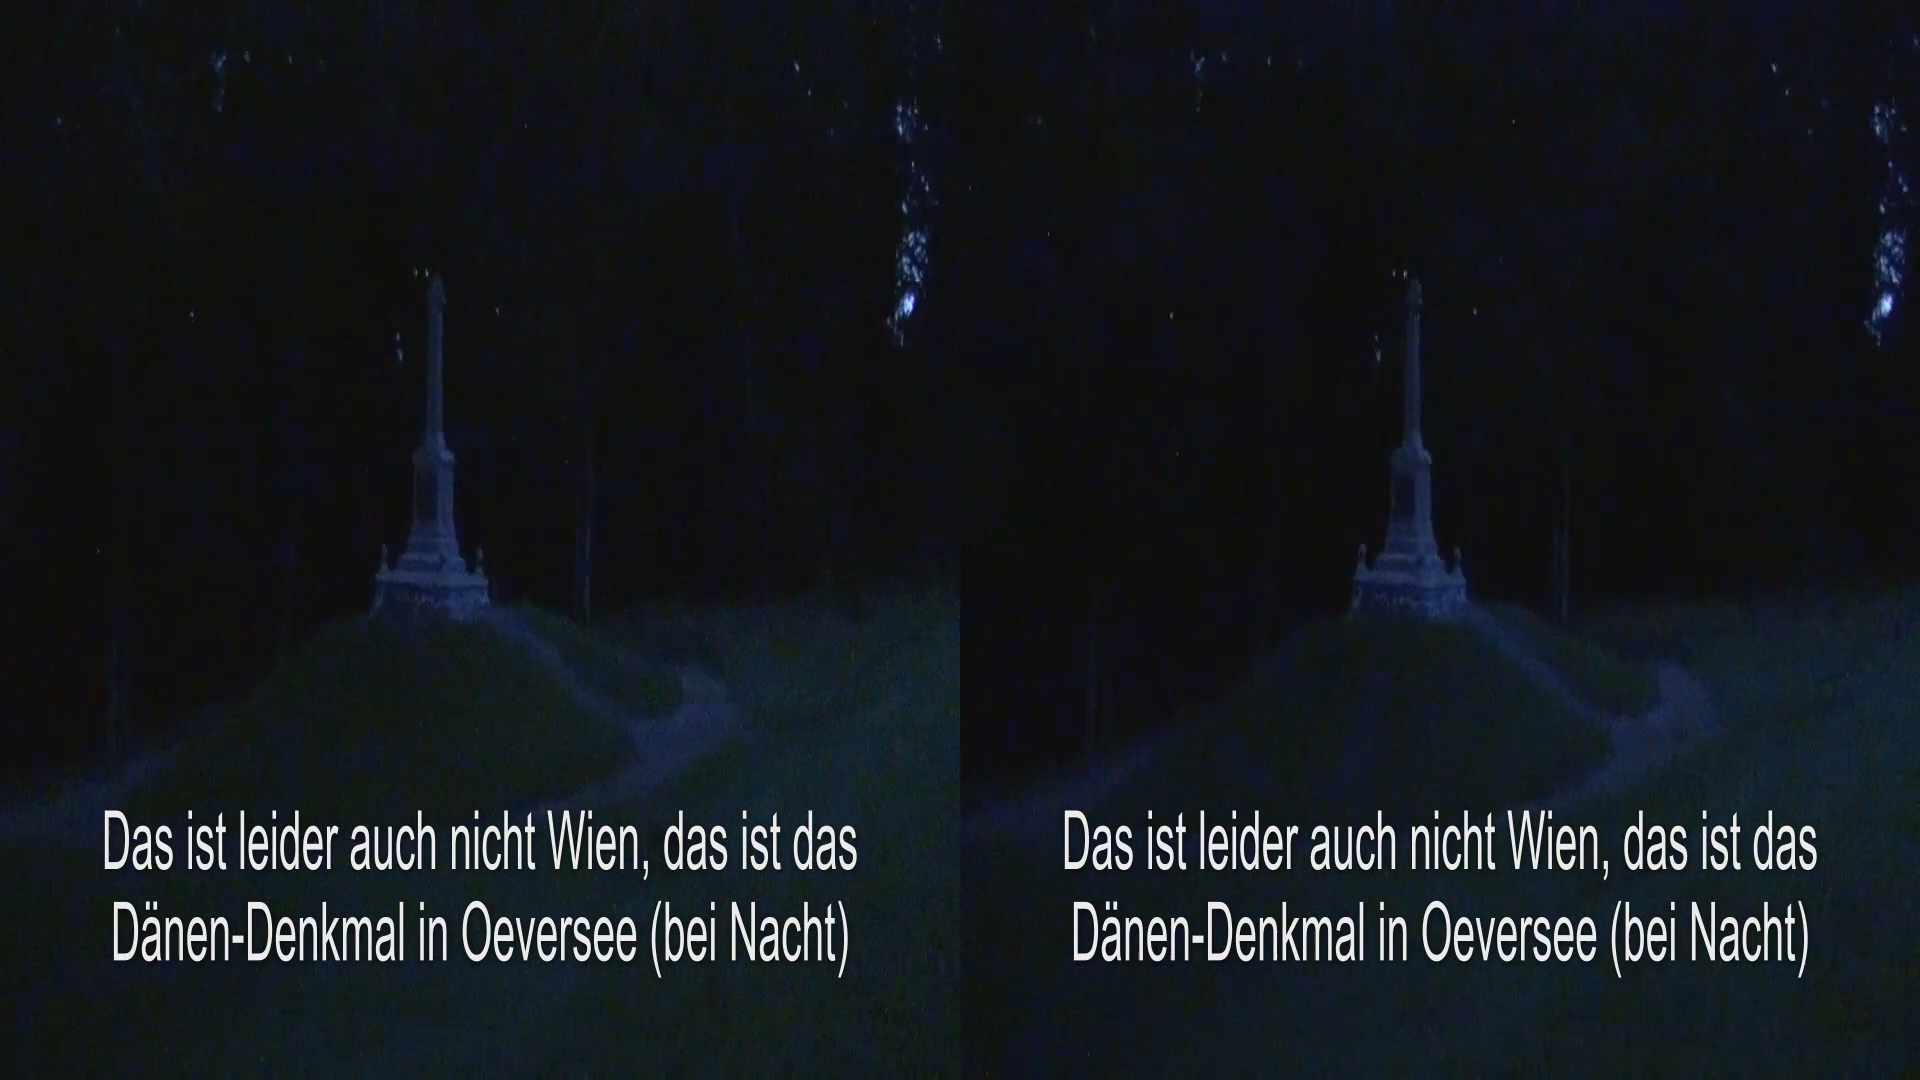 Das ist leider auch nicht Wien, das ist das
Dänen-Denkmal in Oeversee (bei Nacht)
Das ist leider auch nicht Wien, das ist das
Dänen-Denkmal in Oeversee (bei Nacht)